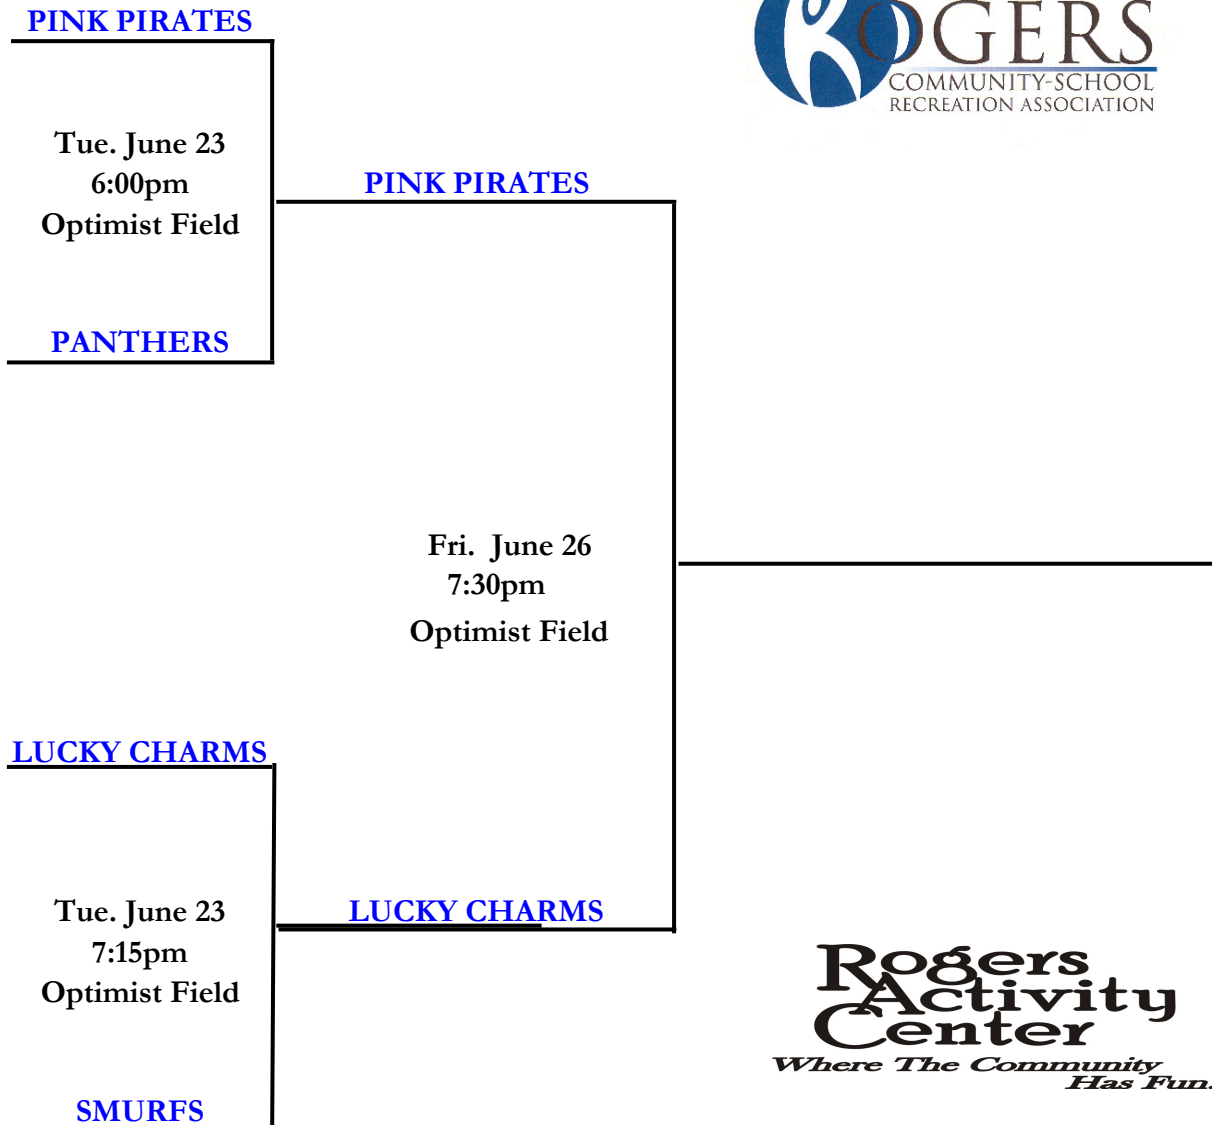 PINK PIRATES
ROGERS
COMMUNITY-SCHOOL
RECREATION ASSOCIATION
Tue. June 23
6:00pm
Optimist Field
PINK PIRATES
PANTHERS
Fri. June 26
7:30pm
Optimist Field
LUCKY CHARMS
Tue. June 23
7:15pm
Optimist Field
LUCKY CHARMS
SMURFS
Rogers
Activity
Center
Where The Community
Has Fun.